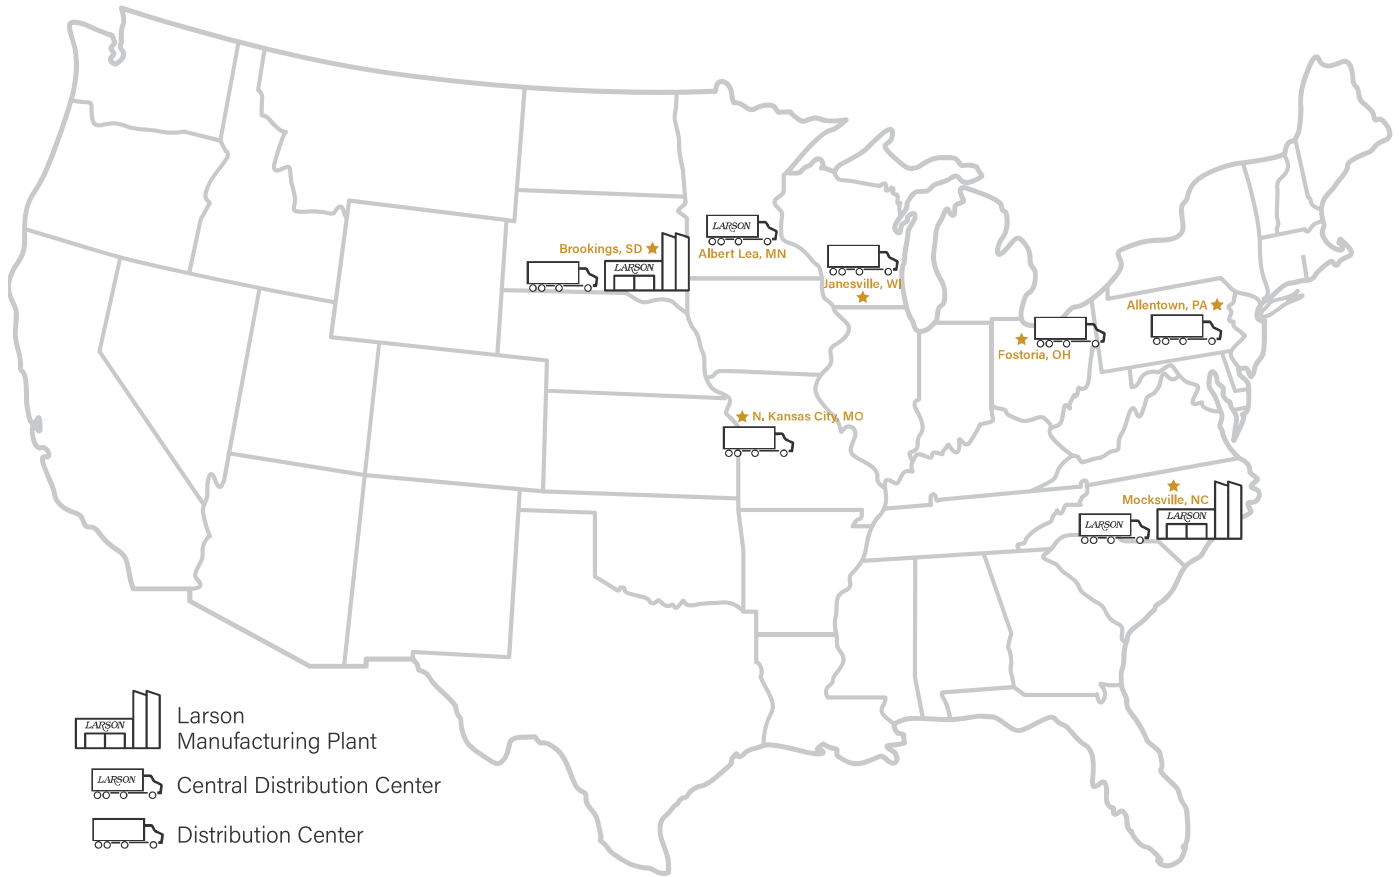 LARSON
Albert Lea, MN
Brookings, SD
LARSON
Janesville, WI
Allentown, PA
Fostoria, OH
N. Kansas City, MO
Mocksville, NC
LARSON
LARSON
LARSON
Larson
Manufacturing Plant
LARSON
Central Distribution Center
Distribution Center